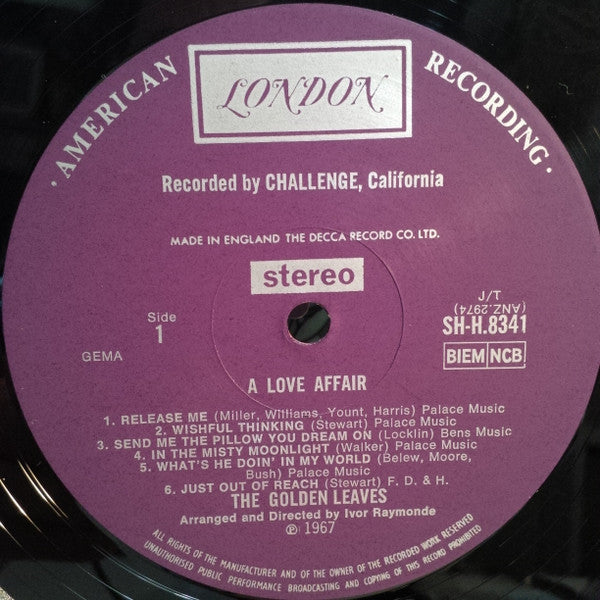 · AMERICAN
LONDON
RECORDING ·
Recorded by CHALLENGE, California
MADE IN ENGLAND THE DECCA RECORD CO. LTD.
stereo
Side
1
GEMA
J/T
(ANZ.2974)
SH-H.8341
BIEM NCB
A LOVE AFFAIR
1. RELEASE ME (Miller, Williams, Yount, Harris) Palace Music
2. WISHFUL THINKING (Stewart) Palace Music
3. SEND ME THE PILLOW YOU DREAM ON (Locklin) Bens Music
4. IN THE MISTY MOONLIGHT (Walker) Palace Music
5. WHAT'S HE DOIN' IN MY WORLD (Belew, Moore,
Bush) Palace Music
6. JUST OUT OF REACH (Stewart) F. D. & H.
THE GOLDEN LEAVES
Arranged and Directed by Ivor Raymonde
℗ 1967
ALL RIGHTS OF THE MANUFACTURER AND OF THE OWNER OF THE RECORDED WORK RESERVED
UNAUTHORISED PUBLIC PERFORMANCE BROADCASTING AND COPYING OF THIS RECORD PROHIBITED